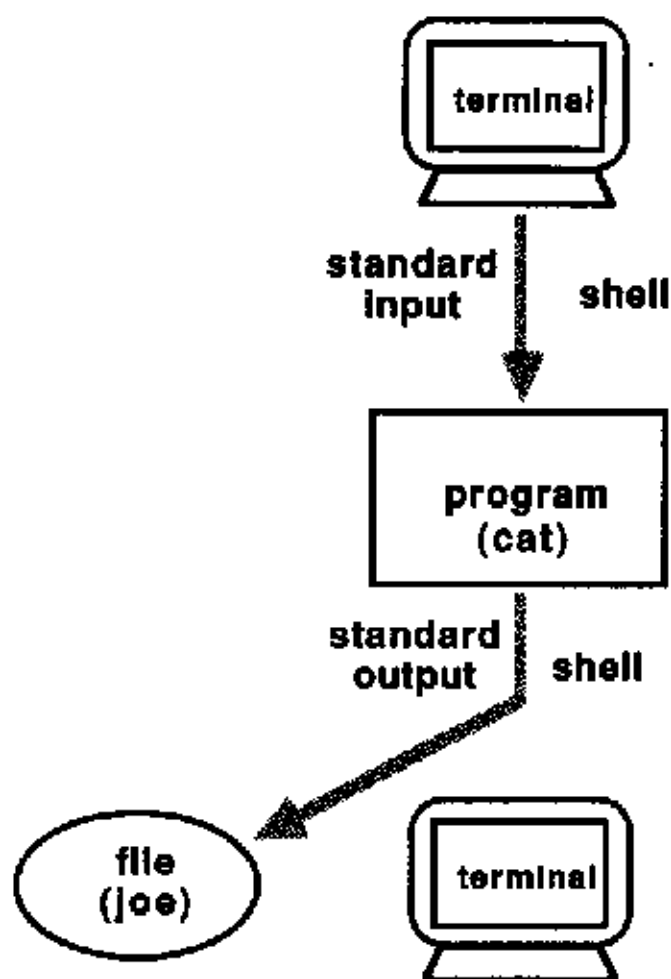 terminal
standard
input
shell
program
(cat)
standard
output
shell
file
(joe)
terminal